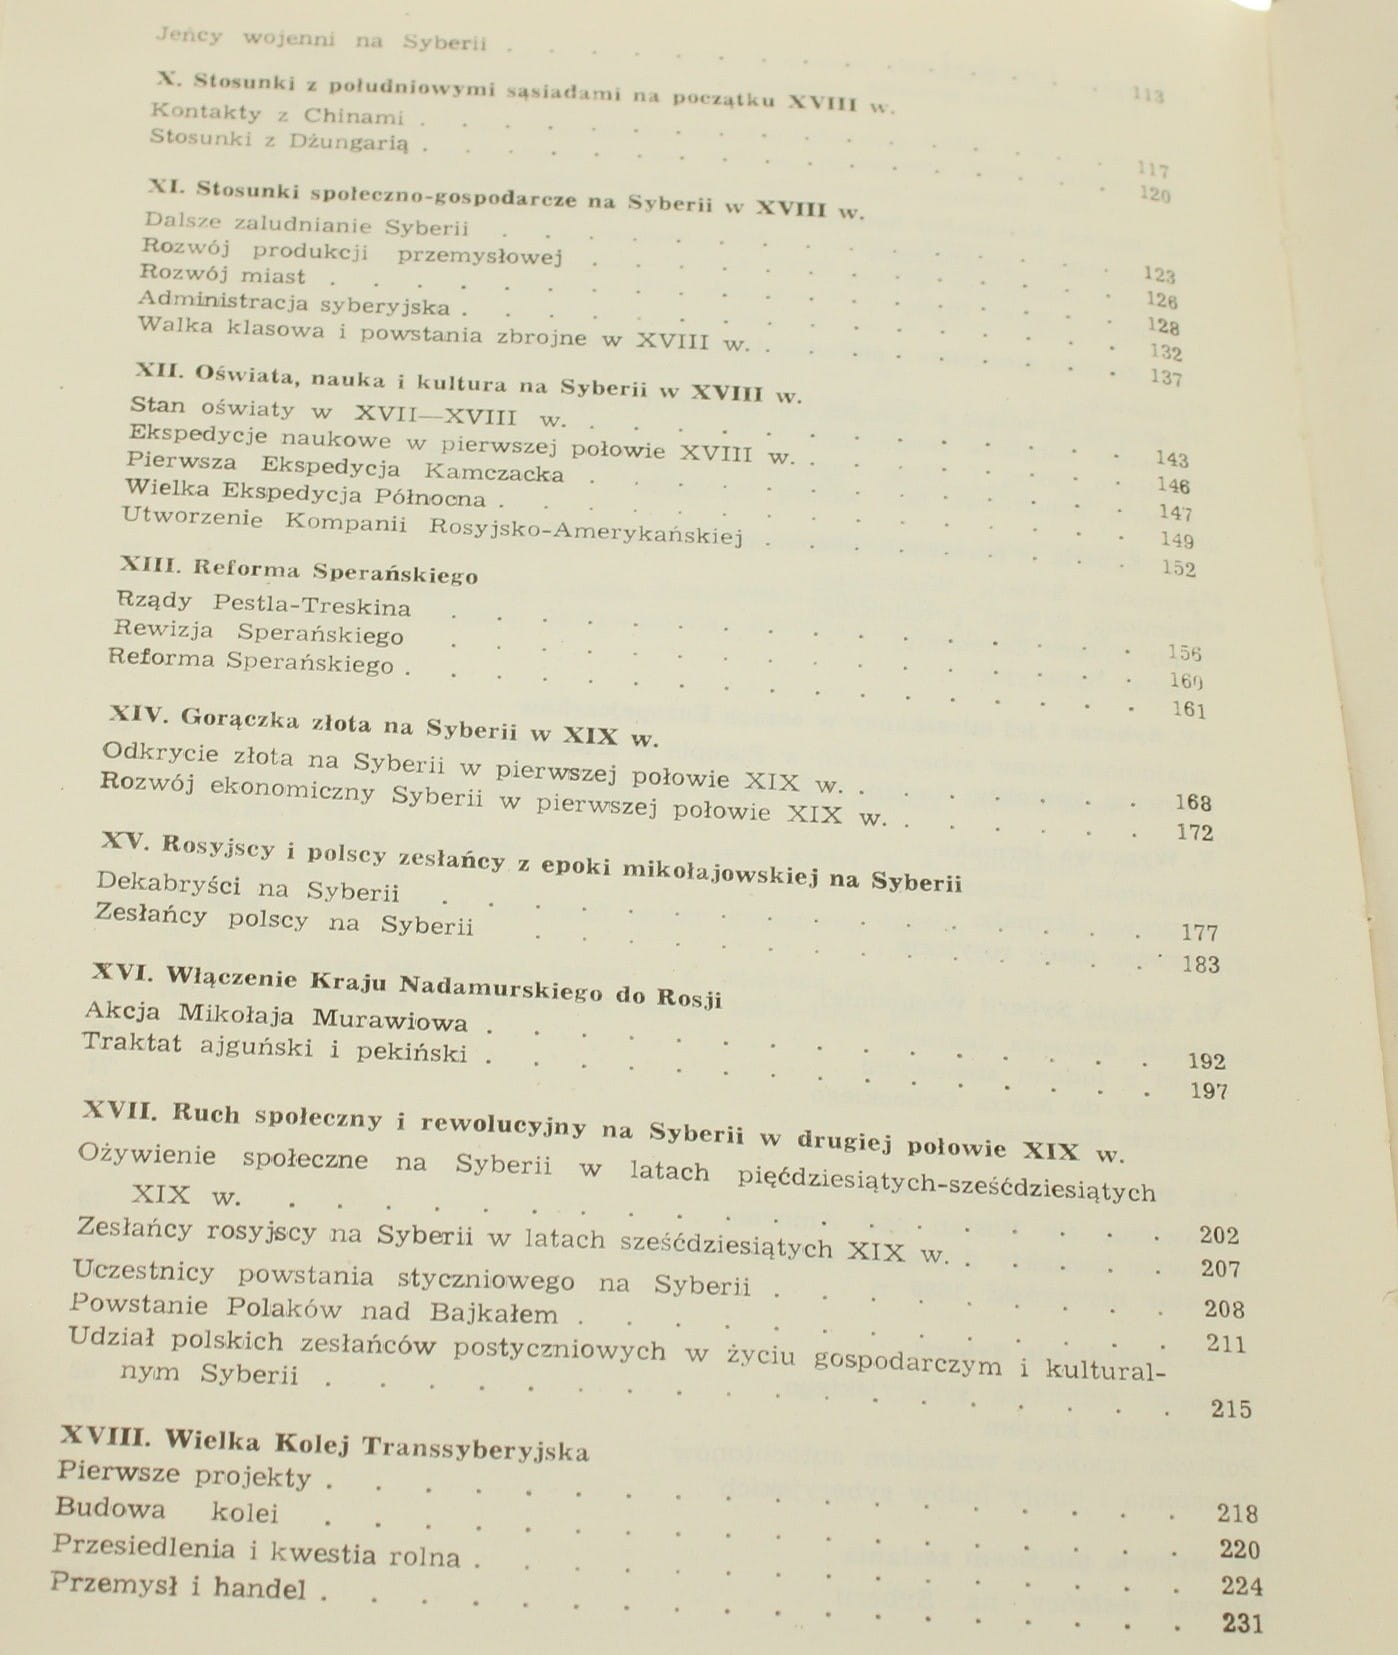 Jeńcy wojenni na Syberii . . . . . . . . . . . . . . . 113
X. Stosunki z południowymi sąsiadami na początku XVIII w.
Kontakty z Chinami . . . . . . . . . . . . . . . . . 117
Stosunki z Dżungarią . . . . . . . . . . . . . . . . . 120
XI. Stosunki społeczno-gospodarcze na Syberii w XVIII w.
Dalsze zaludnianie Syberii . . . . . . . . . . . . . . . 123
Rozwój produkcji przemysłowej . . . . . . . . . . . . . 126
Rozwój miast . . . . . . . . . . . . . . . . . . . 128
Administracja syberyjska . . . . . . . . . . . . . . . . 132
Walka klasowa i powstania zbrojne w XVIII w. . . . . . . . . . 137
XII. Oświata, nauka i kultura na Syberii w XVIII w.
Stan oświaty w XVII—XVIII w. . . . . . . . . . . . . . 143
Ekspedycje naukowe w pierwszej połowie XVIII w. . . . . . . . . 146
Pierwsza Ekspedycja Kamczacka . . . . . . . . . . . . . 147
Wielka Ekspedycja Północna . . . . . . . . . . . . . . . 149
Utworzenie Kompanii Rosyjsko-Amerykańskiej . . . . . . . . . 152
XIII. Reforma Sperańskiego
Rządy Pestla-Treskina . . . . . . . . . . . . . . . . 156
Rewizja Sperańskiego . . . . . . . . . . . . . . . . 160
Reforma Sperańskiego . . . . . . . . . . . . . . . . . 161
XIV. Gorączka złota na Syberii w XIX w.
Odkrycie złota na Syberii w pierwszej połowie XIX w. . . . . . . . 168
Rozwój ekonomiczny Syberii w pierwszej połowie XIX w. . . . . . . 172
XV. Rosyjscy i polscy zesłańcy z epoki mikołajowskiej na Syberii
Dekabryści na Syberii . . . . . . . . . . . . . . . . 177
Zesłańcy polscy na Syberii . . . . . . . . . . . . . . 183
XVI. Włączenie Kraju Nadamurskiego do Rosji
Akcja Mikołaja Murawiowa . . . . . . . . . . . . . . . 192
Traktat ajguński i pekiński . . . . . . . . . . . . . . . 197
XVII. Ruch społeczny i rewolucyjny na Syberii w drugiej połowie XIX w.
Ożywienie społeczne na Syberii w latach pięćdziesiątych-sześćdziesiątych
XIX w. . . . . . . . . . . . . . . . . . . . . 202
Zesłańcy rosyjscy na Syberii w latach sześćdziesiątych XIX w. . . . . . 207
Uczestnicy powstania styczniowego na Syberii . . . . . . . . . 208
Powstanie Polaków nad Bajkałem . . . . . . . . . . . . . 211
Udział polskich zesłańców postyczniowych w życiu gospodarczym i kultural-
nym Syberii . . . . . . . . . . . . . . . . . . 215
XVIII. Wielka Kolej Transsyberyjska
Pierwsze projekty . . . . . . . . . . . . . . . . . . 218
Budowa kolei . . . . . . . . . . . . . . . . . . 220
Przesiedlenia i kwestia rolna . . . . . . . . . . . . . . . 224
Przemysł i handel . . . . . . . . . . . . . . . . . . 231